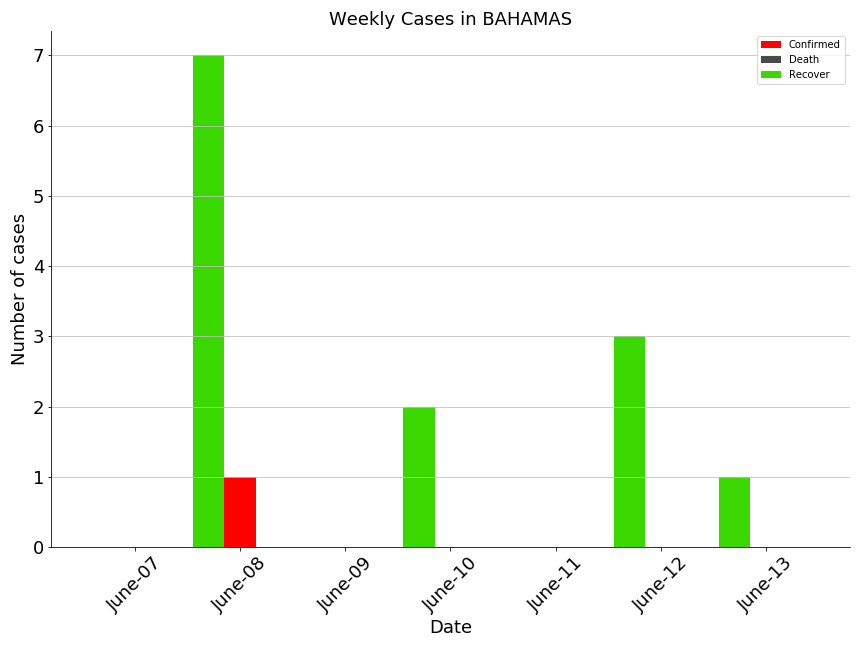 Weekly Cases in BAHAMAS
Confirmed
Death
Recover
Number of cases
7
6
5
4
3
2
1
0
June-07
June-08
June-09
June-10
June-11
June-12
June-13
Date